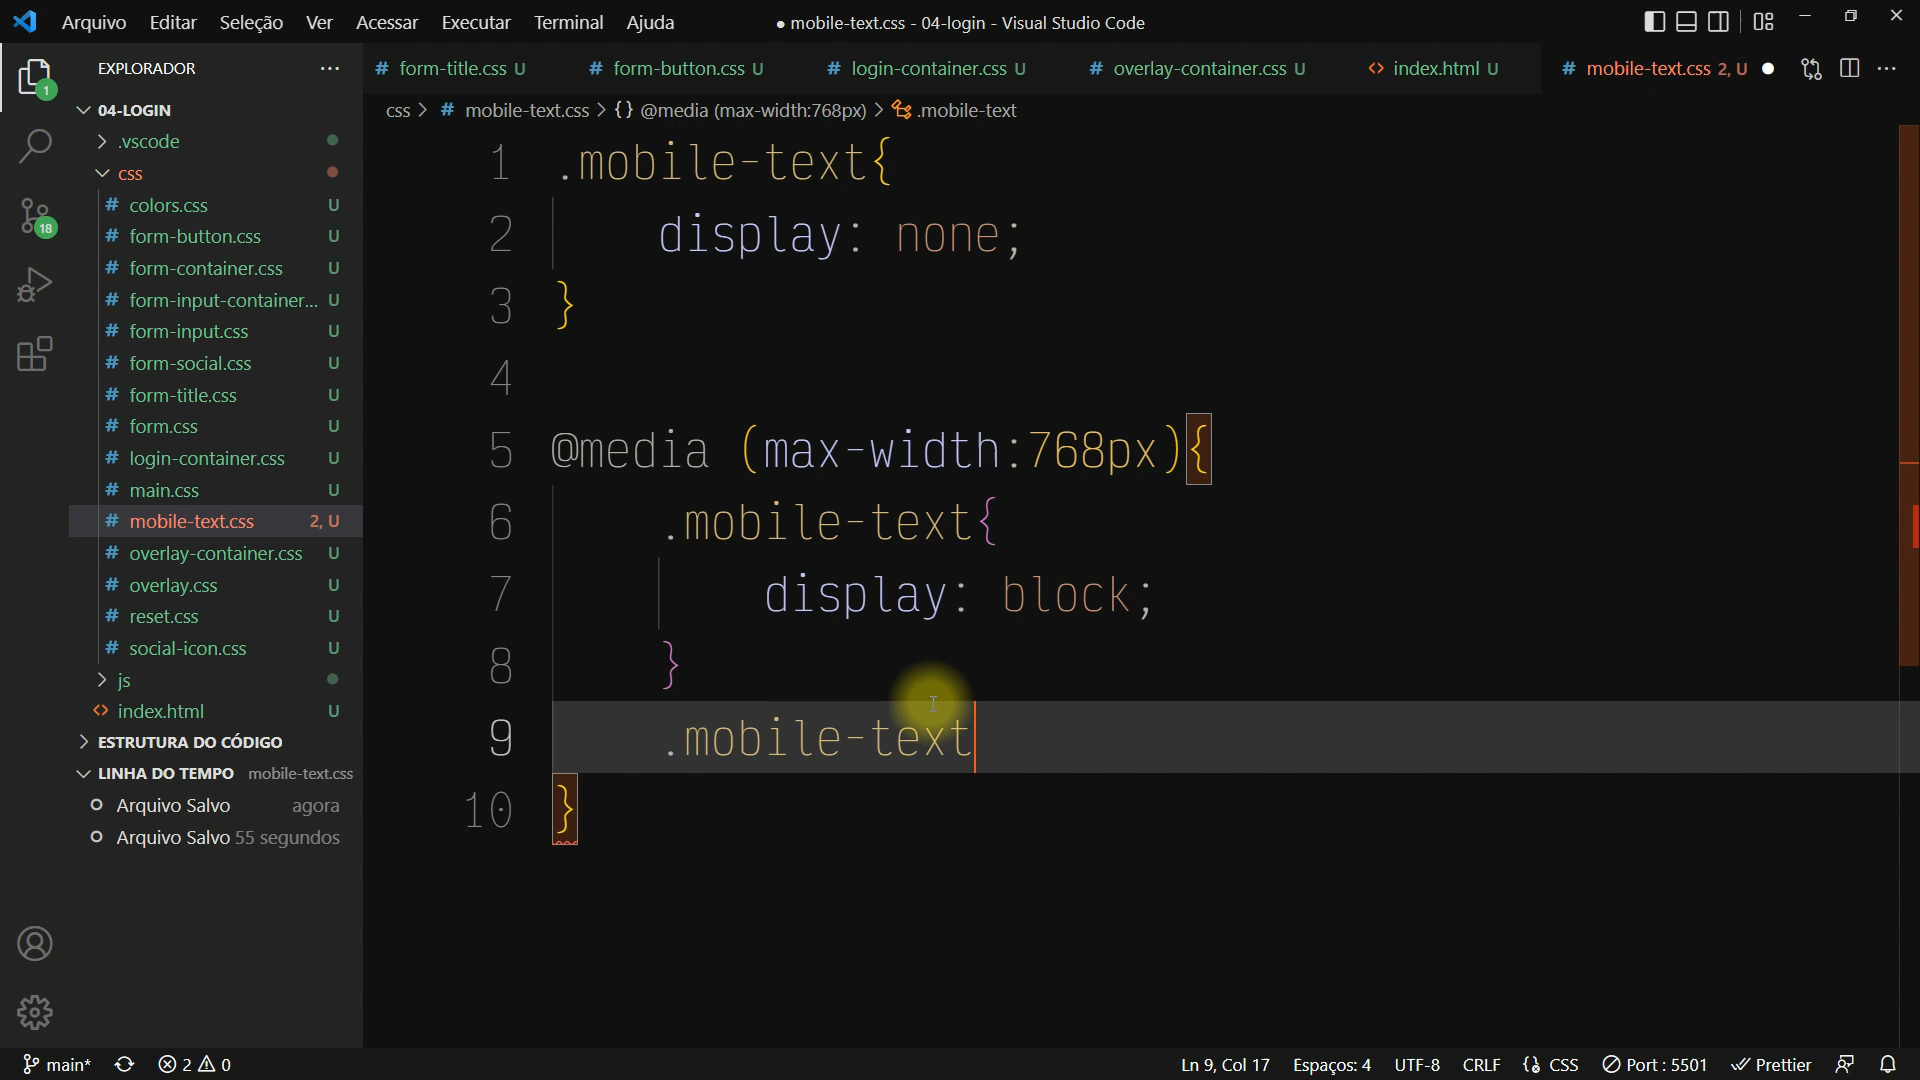 Arquivo Editar Seleção Ver Acessar Executar Terminal Ajuda
● mobile-text.css - 04-login - Visual Studio Code
EXPLORADOR
1
# form-title.css U
# form-button.css U
# login-container.css U
# overlay-container.css U
<> index.html U
# mobile-text.css 2, U
04-LOGIN
css > # mobile-text.css > {} @media (max-width:768px) > .mobile-text
.vscode
css
# colors.css U
18
# form-button.css U
# form-container.css U
# form-input-container... U
# form-input.css U
# form-social.css U
# form-title.css U
# form.css U
# login-container.css U
# main.css U
# mobile-text.css 2, U
# overlay-container.css U
# overlay.css U
# reset.css U
# social-icon.css U
js
<> index.html U
ESTRUTURA DO CÓDIGO
LINHA DO TEMPO mobile-text.css
Arquivo Salvo agora
Arquivo Salvo 55 segundos
1 .mobile-text{
2 display: none;
3 }
4
5 @media (max-width:768px){
6 .mobile-text{
7 display: block;
8 }
9 .mobile-text
10 }
main* 2 0
Ln 9, Col 17 Espaços: 4 UTF-8 CRLF {} CSS Port : 5501 Prettier